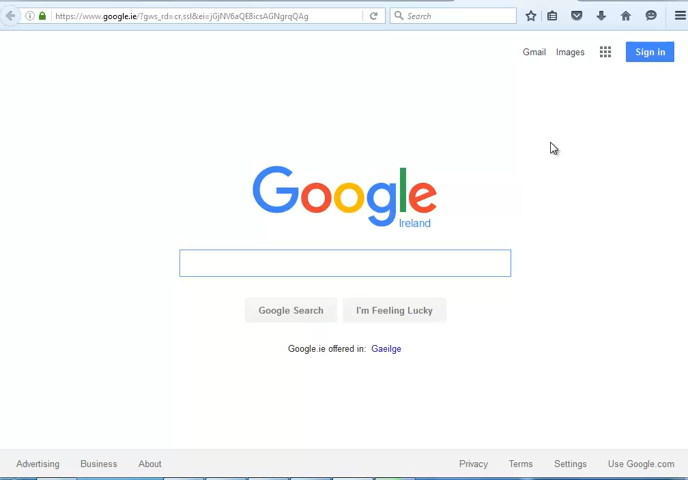 https://www.google.ie/?gws_rd=cr,ssl&ei=jGjNV6aQE8icsAGNgrqQAg
Search
Gmail Images Sign in
Google
Ireland
Google Search I'm Feeling Lucky
Google.ie offered in: Gaeilge
Advertising Business About Privacy Terms Settings Use Google.com